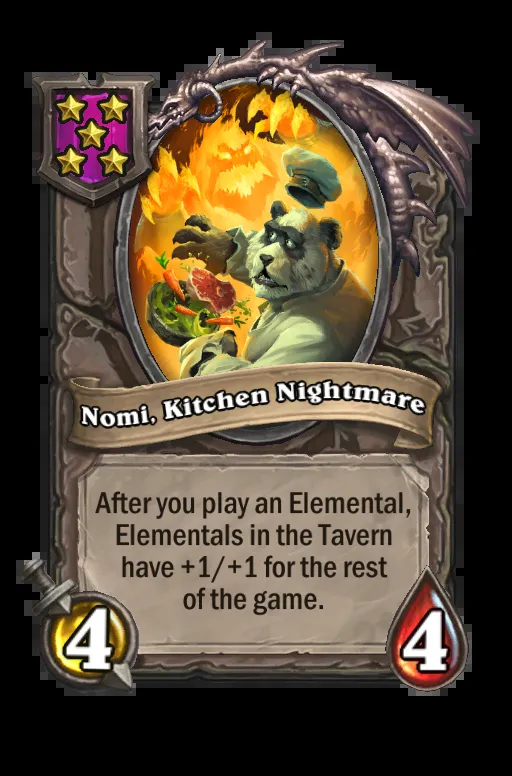 Nomi, Kitchen Nightmare
After you play an Elemental,
Elementals in the Tavern
have +1/+1 for the rest
of the game.
4
4